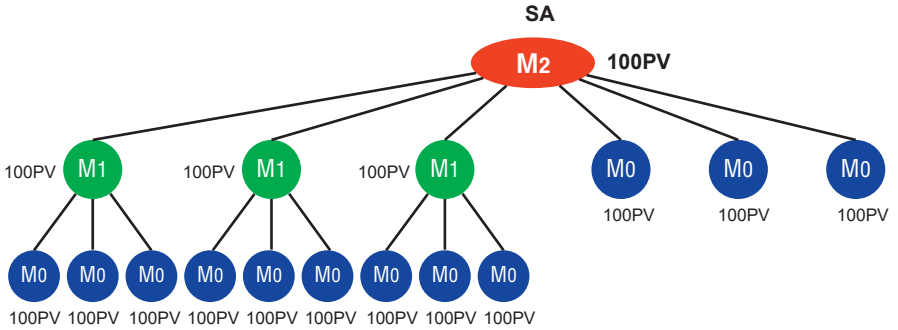 SA
M2 100PV
100PV M1 100PV M1 100PV M1 M0 M0 M0
100PV 100PV 100PV
M0 M0 M0 M0 M0 M0 M0 M0 M0
100PV 100PV 100PV 100PV 100PV 100PV 100PV 100PV 100PV